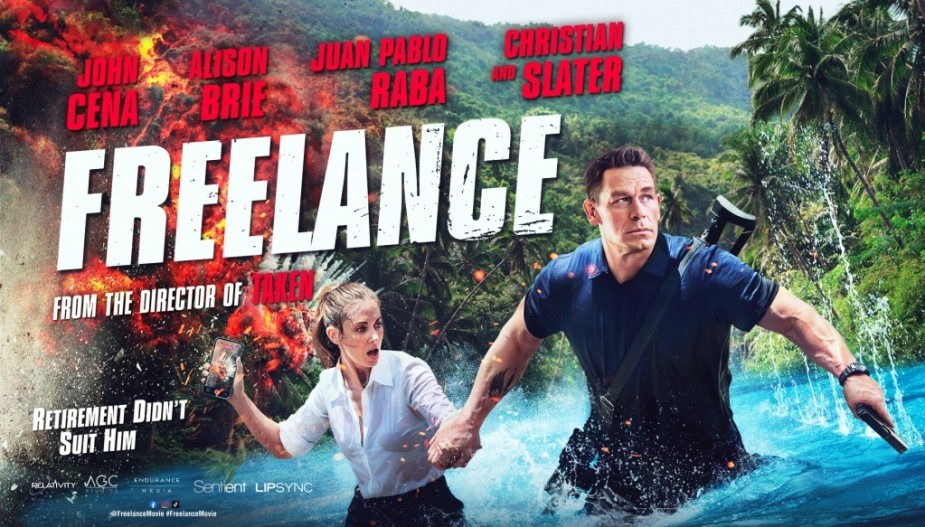 JOHN CENA
ALISON BRIE
JUAN PABLO RABA
AND CHRISTIAN SLATER
FREELANCE
FROM THE DIRECTOR OF TAKEN
RETIREMENT DIDN'T
SUIT HIM
RELATIVITY AGC STUDIOS ENDURANCE MEDIA Sentient LIPSYNC
@FreelanceMovie #FreelanceMovie